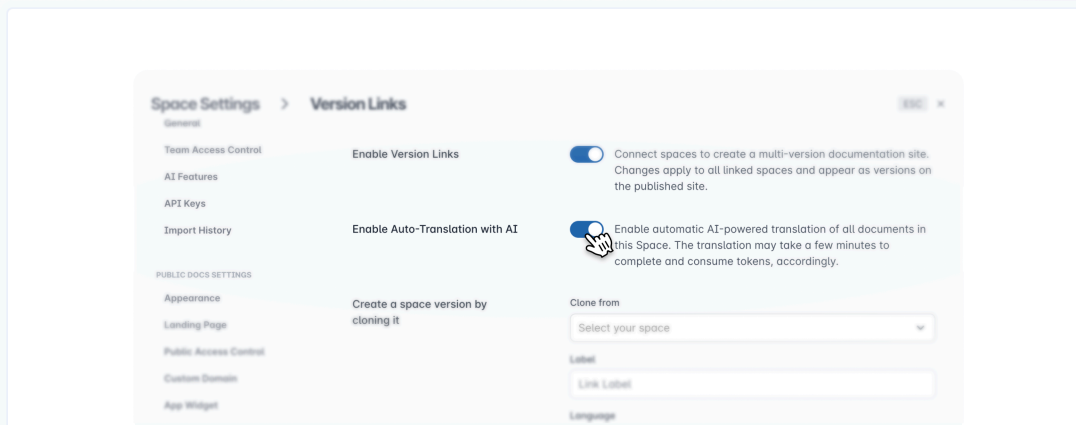 Space Settings > Version Links ESC ×
General
Team Access Control
AI Features
API Keys
Import History
PUBLIC DOCS SETTINGS
Appearance
Landing Page
Public Access Control
Custom Domain
App Widget
Enable Version Links
Connect spaces to create a multi-version documentation site.
Changes apply to all linked spaces and appear as versions on
the published site.
Enable Auto-Translation with AI
Enable automatic AI-powered translation of all documents in
this Space. The translation may take a few minutes to
complete and consume tokens, accordingly.
Create a space version by
cloning it
Clone from
Select your space
Label
Link Label
Language